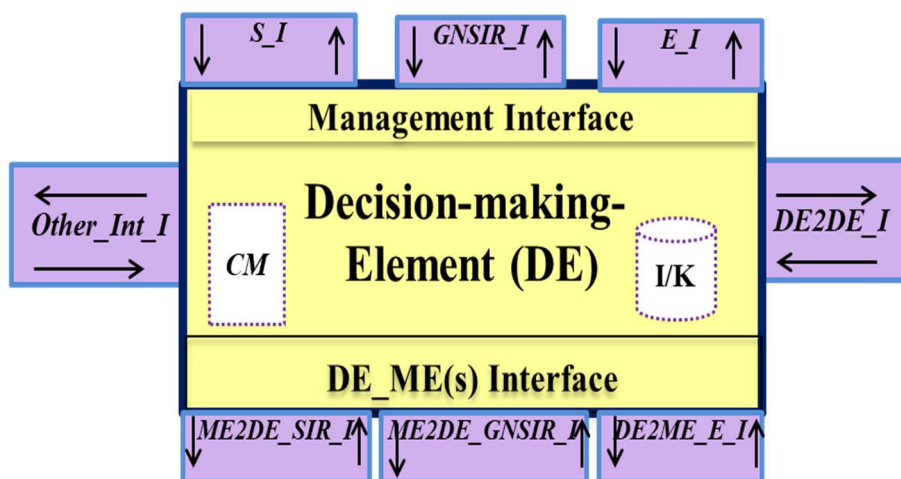 S_I
GNSIR_I
E_I
Management Interface
Other_Int_I
Decision-making-
Element (DE)
DE2DE_I
CM
I/K
DE_ME(s) Interface
ME2DE_SIR_I
ME2DE_GNSIR_I
DE2ME_E_I